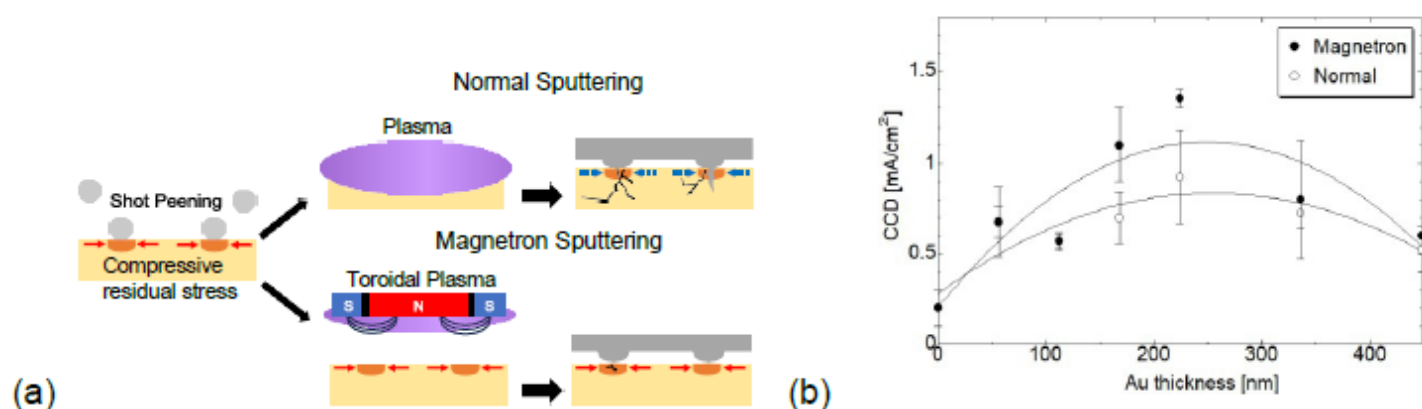 Normal Sputtering
Plasma
Shot Peening
Compressive
residual stress
Magnetron Sputtering
Toroidal Plasma
S
N
S
(a)
CCD [mA/cm²]
1.5
1
0.5
0
0
100
200
300
400
Au thickness [nm]
Magnetron
Normal
(b)